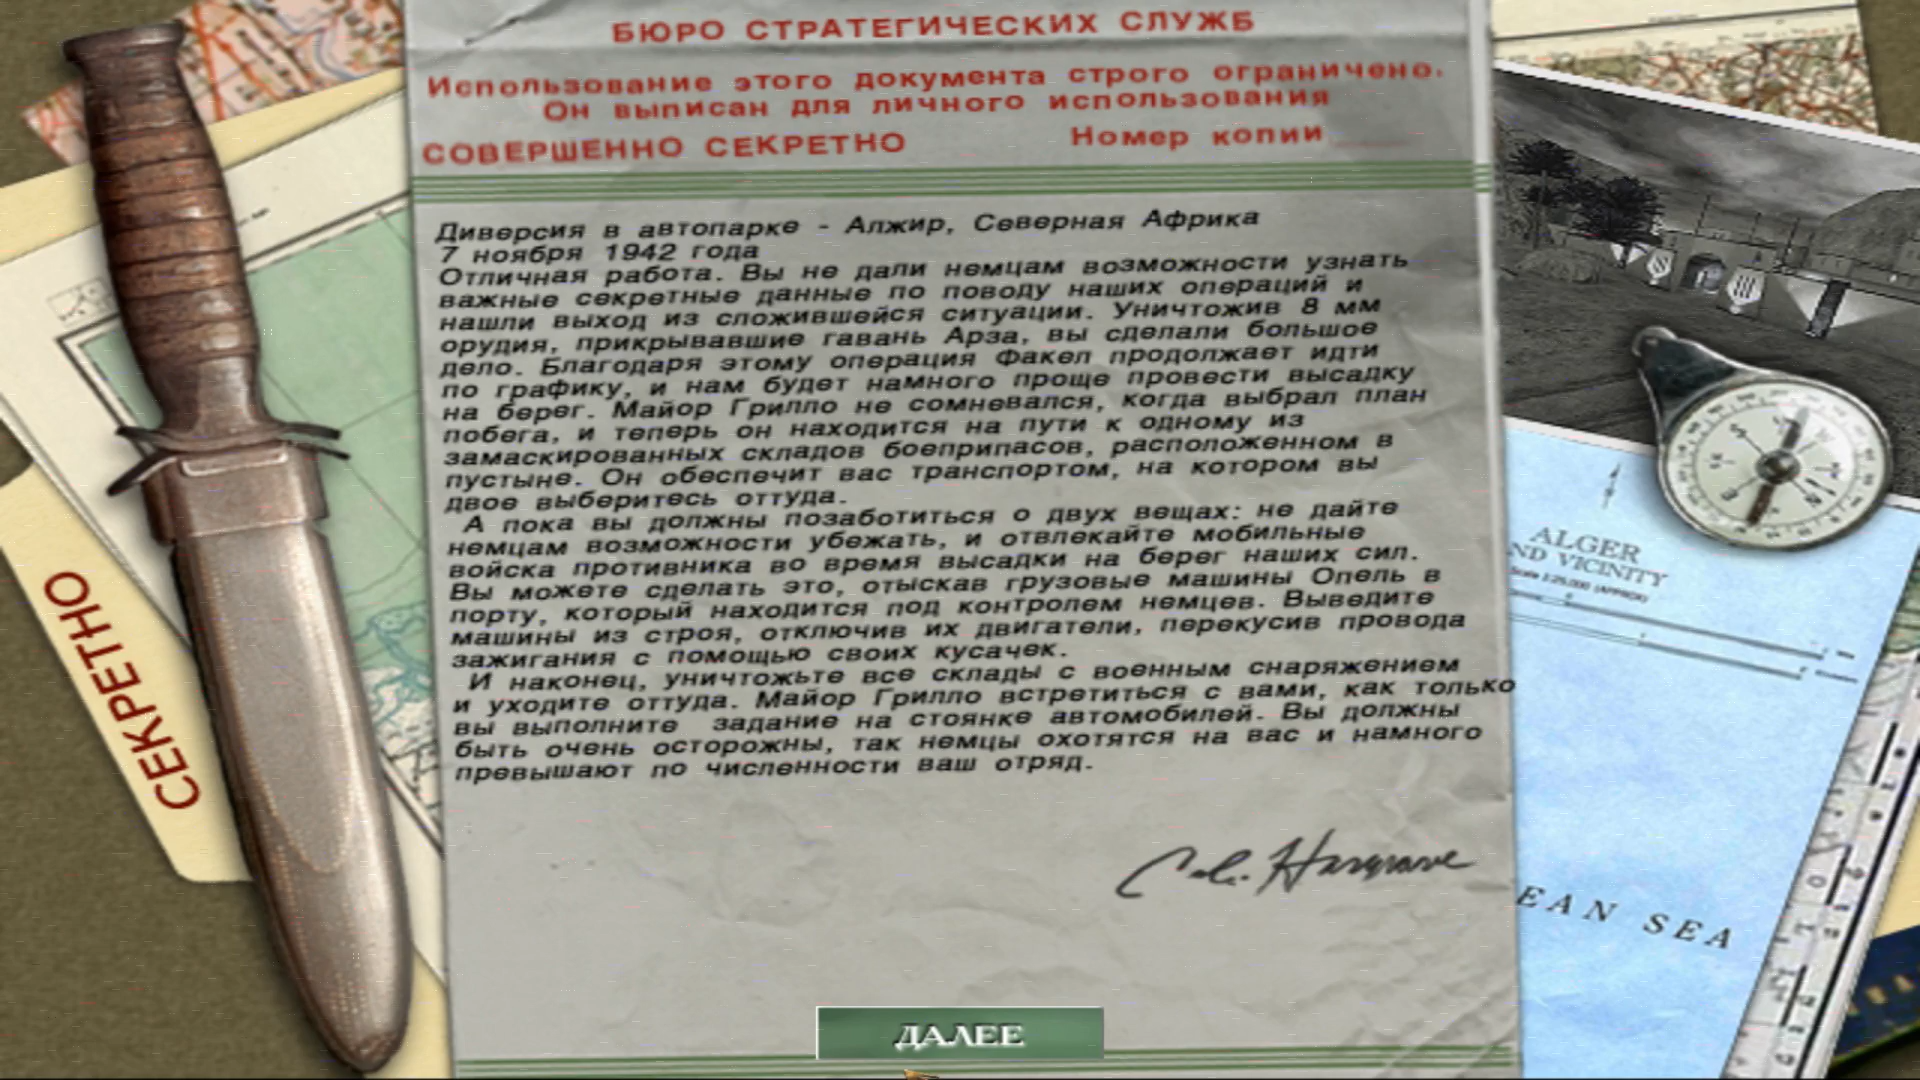 БЮРО СТРАТЕГИЧЕСКИХ СЛУЖБ
Использование этого документа строго ограничено.
Он выписан для личного использования
СОВЕРШЕННО СЕКРЕТНО Номер копии
Диверсия в автопарке - Алжир, Северная Африка
7 ноября 1942 года
Отличная работа. Вы не дали немцам возможности узнать
важные секретные данные по поводу наших операций и
нашли выход из сложившейся ситуации. Уничтожив 8 мм
орудия, прикрывавшие гавань Арза, вы сделали большое
дело. Благодаря этому операция Факел продолжает идти
по графику, и нам будет намного проще провести высадку
на берег. Майор Грилло не сомневался, когда выбрал план
побега, и теперь он находится на пути к одному из
замаскированных складов боеприпасов, расположенном в
пустыне. Он обеспечит вас транспортом, на котором вы
двое выберитесь оттуда.
А пока вы должны позаботиться о двух вещах: не дайте
немцам возможности убежать, и отвлекайте мобильные
войска противника во время высадки на берег наших сил.
Вы можете сделать это, отыскав грузовые машины Опель в
порту, который находится под контролем немцев. Выведите
машины из строя, отключив их двигатели, перекусив провода
зажигания с помощью своих кусачек.
И наконец, уничтожьте все склады с военным снаряжением
и уходите оттуда. Майор Грилло встретиться с вами, как только
вы выполните задание на стоянке автомобилей. Вы должны
быть очень осторожны, так немцы охотятся на вас и намного
превышают по численности ваш отряд.
Col. Hargrove
ДАЛЕЕ
СЕКРЕТНО
ALGER
ND VICINITY
EAN SEA